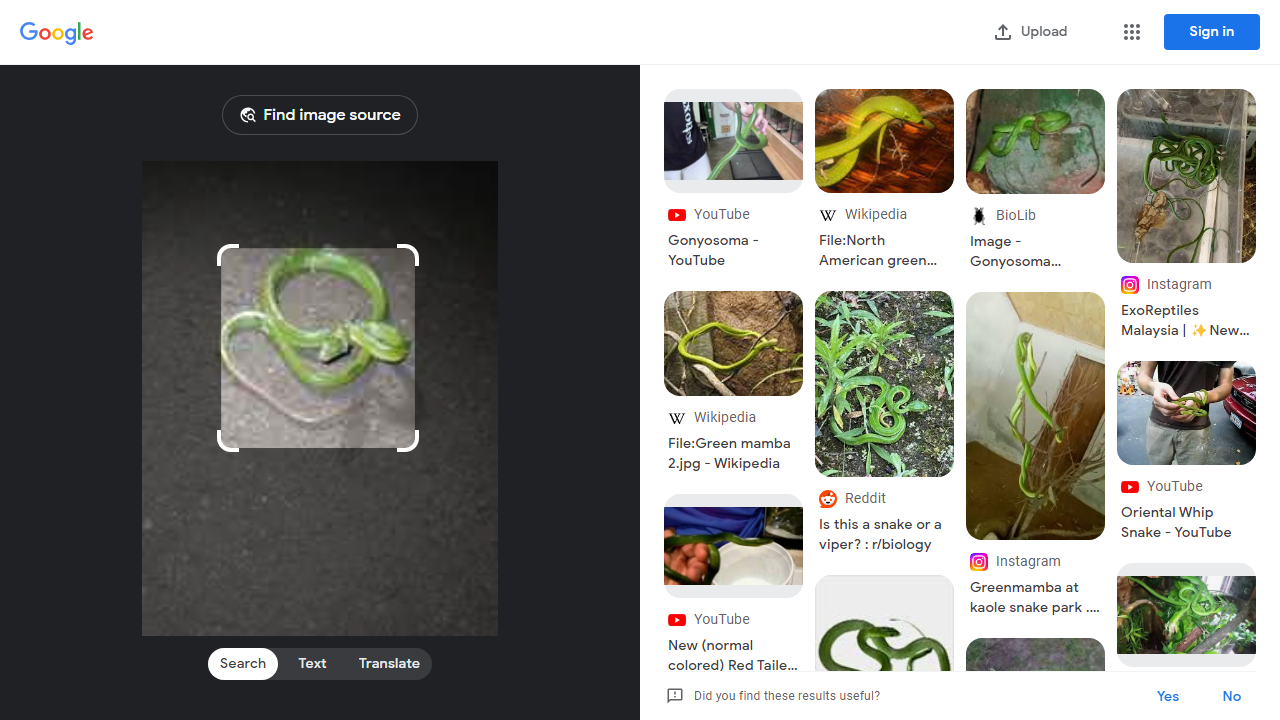 Google
Upload
Sign in
Find image source
Search
Text
Translate
YouTube
Gonyosoma -
YouTube
Wikipedia
File:North
American green...
BioLib
Image -
Gonyosoma...
Instagram
ExoReptiles
Malaysia | ✨New...
Wikipedia
File:Green mamba
2.jpg - Wikipedia
Reddit
Is this a snake or a
viper? : r/biology
Instagram
Greenmamba at
kaole snake park ....
YouTube
Oriental Whip
Snake - YouTube
YouTube
New (normal
colored) Red Taile...
Did you find these results useful?
Yes
No